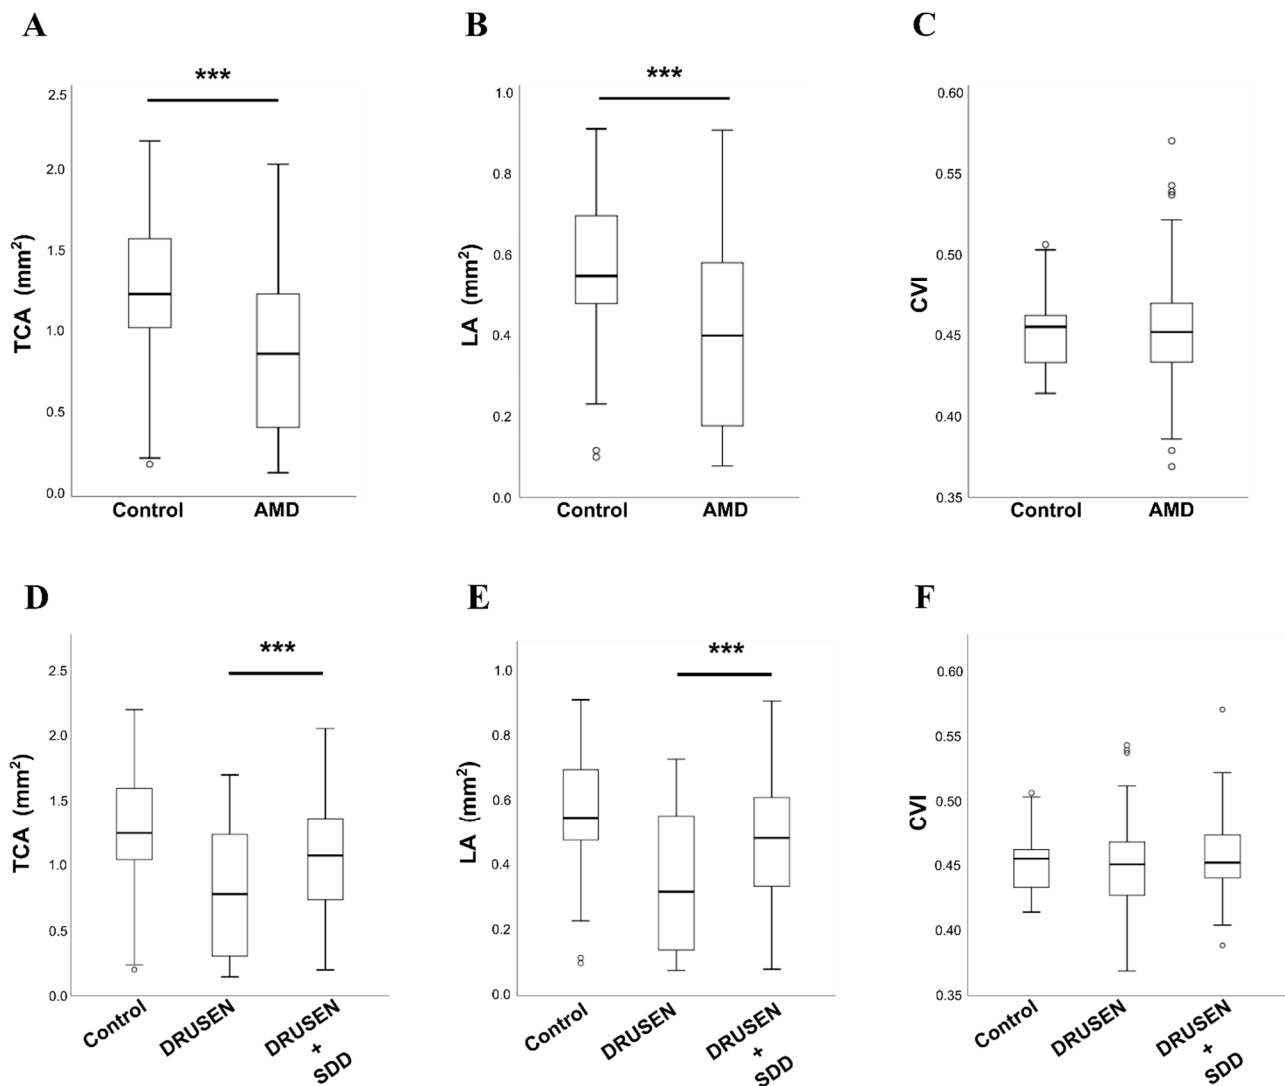 A
***
TCA (mm²)
2.5
2.0
1.5
1.0
0.5
0.0
Control AMD
B
***
LA (mm²)
1.0
0.8
0.6
0.4
0.2
0.0
Control AMD
C
CVI
0.60
0.55
0.50
0.45
0.40
0.35
Control AMD
D
***
TCA (mm²)
2.5
2.0
1.5
1.0
0.5
0.0
Control
DRUSEN
DRUSEN
+
SDD
E
***
LA (mm²)
1.0
0.8
0.6
0.4
0.2
0.0
Control
DRUSEN
DRUSEN
+
SDD
F
CVI
0.60
0.55
0.50
0.45
0.40
0.35
Control
DRUSEN
DRUSEN
+
SDD